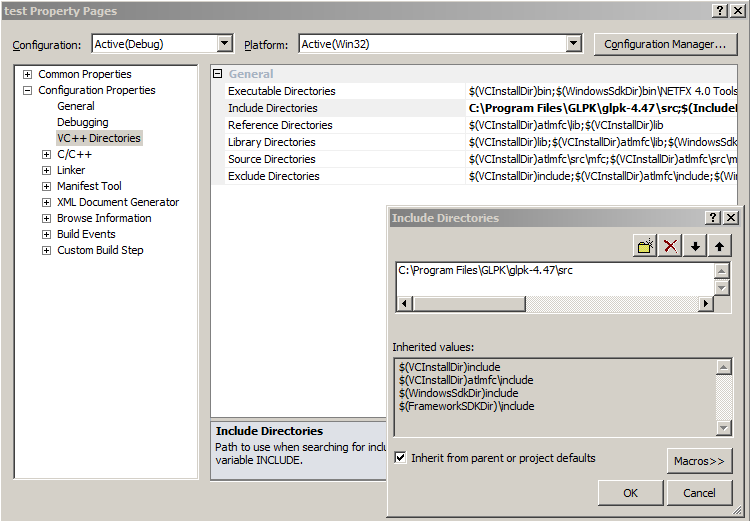 test Property Pages
Configuration: Active(Debug) Platform: Active(Win32) Configuration Manager...
Common Properties
Configuration Properties
General
Debugging
VC++ Directories
C/C++
Linker
Manifest Tool
XML Document Generator
Browse Information
Build Events
Custom Build Step
General
Executable Directories $(VCInstallDir)bin;$(WindowsSdkDir)bin\NETFX 4.0 Tools
Include Directories C:\Program Files\GLPK\glpk-4.47\src;$(Include
Reference Directories $(VCInstallDir)atlmfc\lib;$(VCInstallDir)lib
Library Directories $(VCInstallDir)lib;$(VCInstallDir)atlmfc\lib;$(WindowsS
Source Directories $(VCInstallDir)atlmfc\src\mfc;$(VCInstallDir)atlmfc\src\m
Exclude Directories $(VCInstallDir)include;$(VCInstallDir)atlmfc\include;$(Win
Include Directories
Path to use when searching for inclu
variable INCLUDE.
Include Directories
C:\Program Files\GLPK\glpk-4.47\src
Inherited values:
$(VCInstallDir)include
$(VCInstallDir)atlmfc\include
$(WindowsSdkDir)include
$(FrameworkSDKDir)\include
Inherit from parent or project defaults
Macros>>
OK Cancel